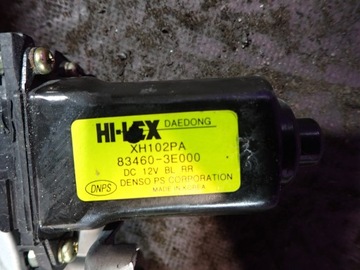 HI-LEX DAEDONG
XH102PA
83460-3E000
DC 12V BL RR
DNPS DENSO PS CORPORATION
MADE IN KOREA